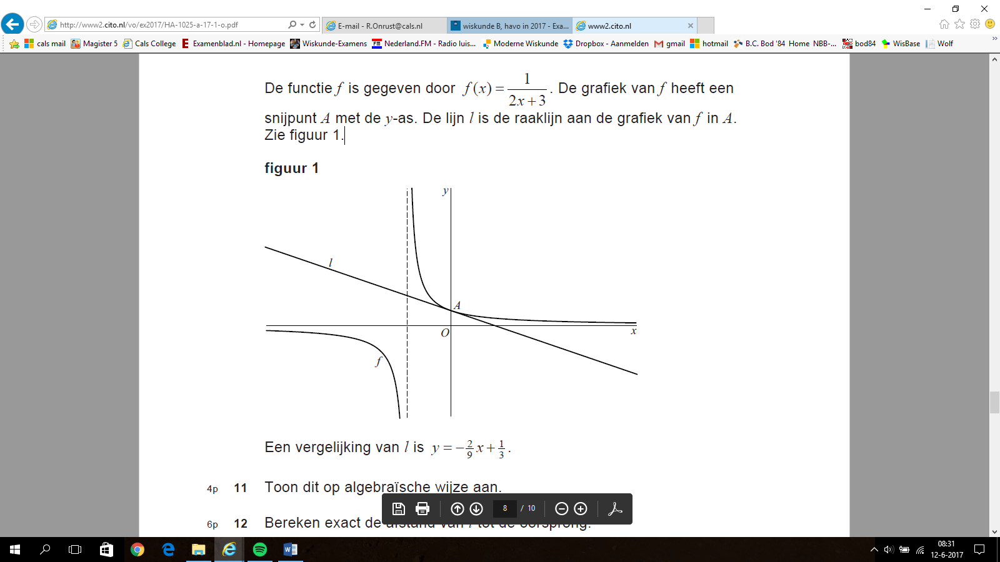 http://www2.cito.nl/vo/ex2017/HA-1025-a-17-1-o.pdf
E-mail - R.Onrust@cals.nl
wiskunde B, havo in 2017 - Exa...
www2.cito.nl
cals mail
Magister 5
Cals College
Examenblad.nl - Homepage
Wiskunde-Examens
Nederland.FM - Radio luis...
Moderne Wiskunde
Dropbox - Aanmelden
gmail
hotmail
B.C. Bod '84 Home NBB-...
bod84
WisBase
Wolf
De functie f is gegeven door f(x) = 1/(2x+3). De grafiek van f heeft een
snijpunt A met de y-as. De lijn l is de raaklijn aan de grafiek van f in A.
Zie figuur 1.
figuur 1
y
l
A
O
x
f
Een vergelijking van l is y = -2/9 x + 1/3.
4p 11 Toon dit op algebraïsche wijze aan.
8 / 10
6p 12 Bereken exact de afstand van l tot de oorsprong.
08:31
12-6-2017